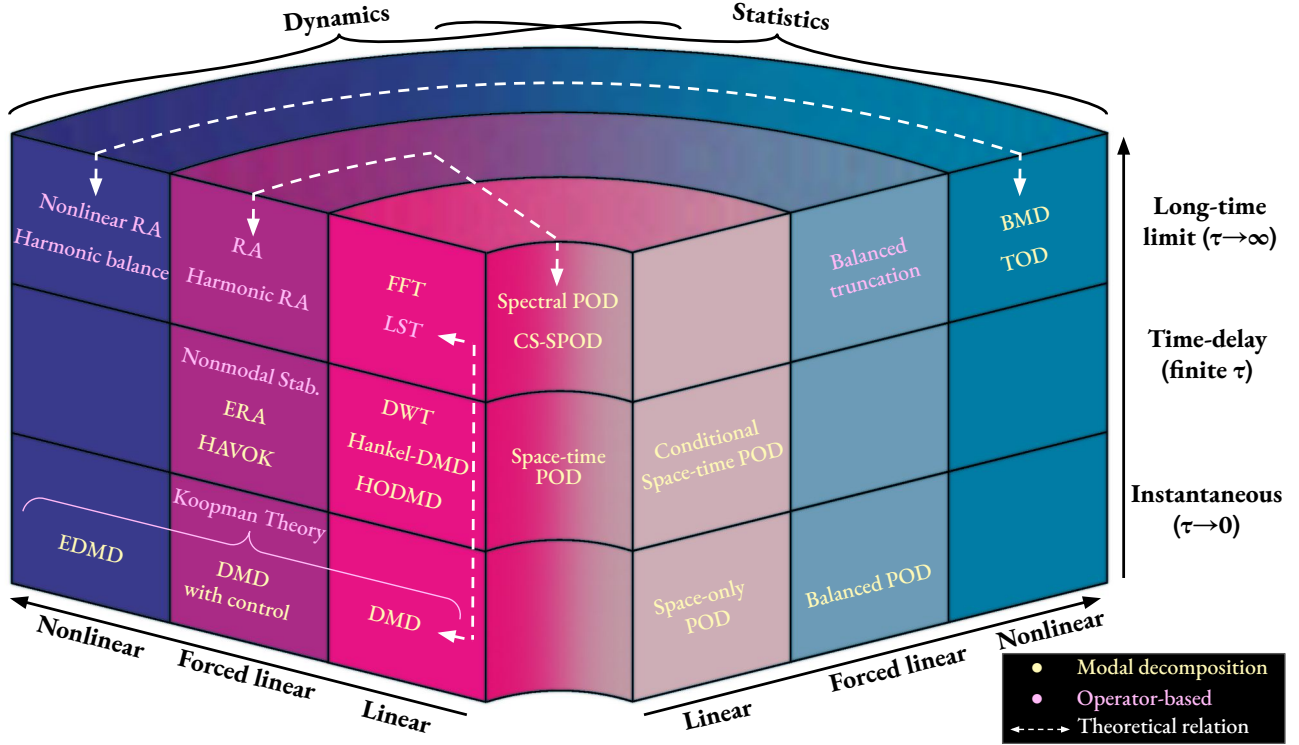 Dynamics
Statistics
Nonlinear RA
Harmonic balance
RA
Harmonic RA
FFT
LST
Spectral POD
CS-SPOD
Balanced
truncation
BMD
TOD
Long-time
limit (τ→∞)
Nonmodal Stab.
ERA
HAVOK
DWT
Hankel-DMD
HODMD
Space-time
POD
Conditional
Space-time POD
Time-delay
(finite τ)
Koopman Theory
EDMD
DMD
with control
DMD
Space-only
POD
Balanced POD
Instantaneous
(τ→0)
Nonlinear
Forced linear
Linear
Linear
Forced linear
Nonlinear
Modal decomposition
Operator-based
Theoretical relation